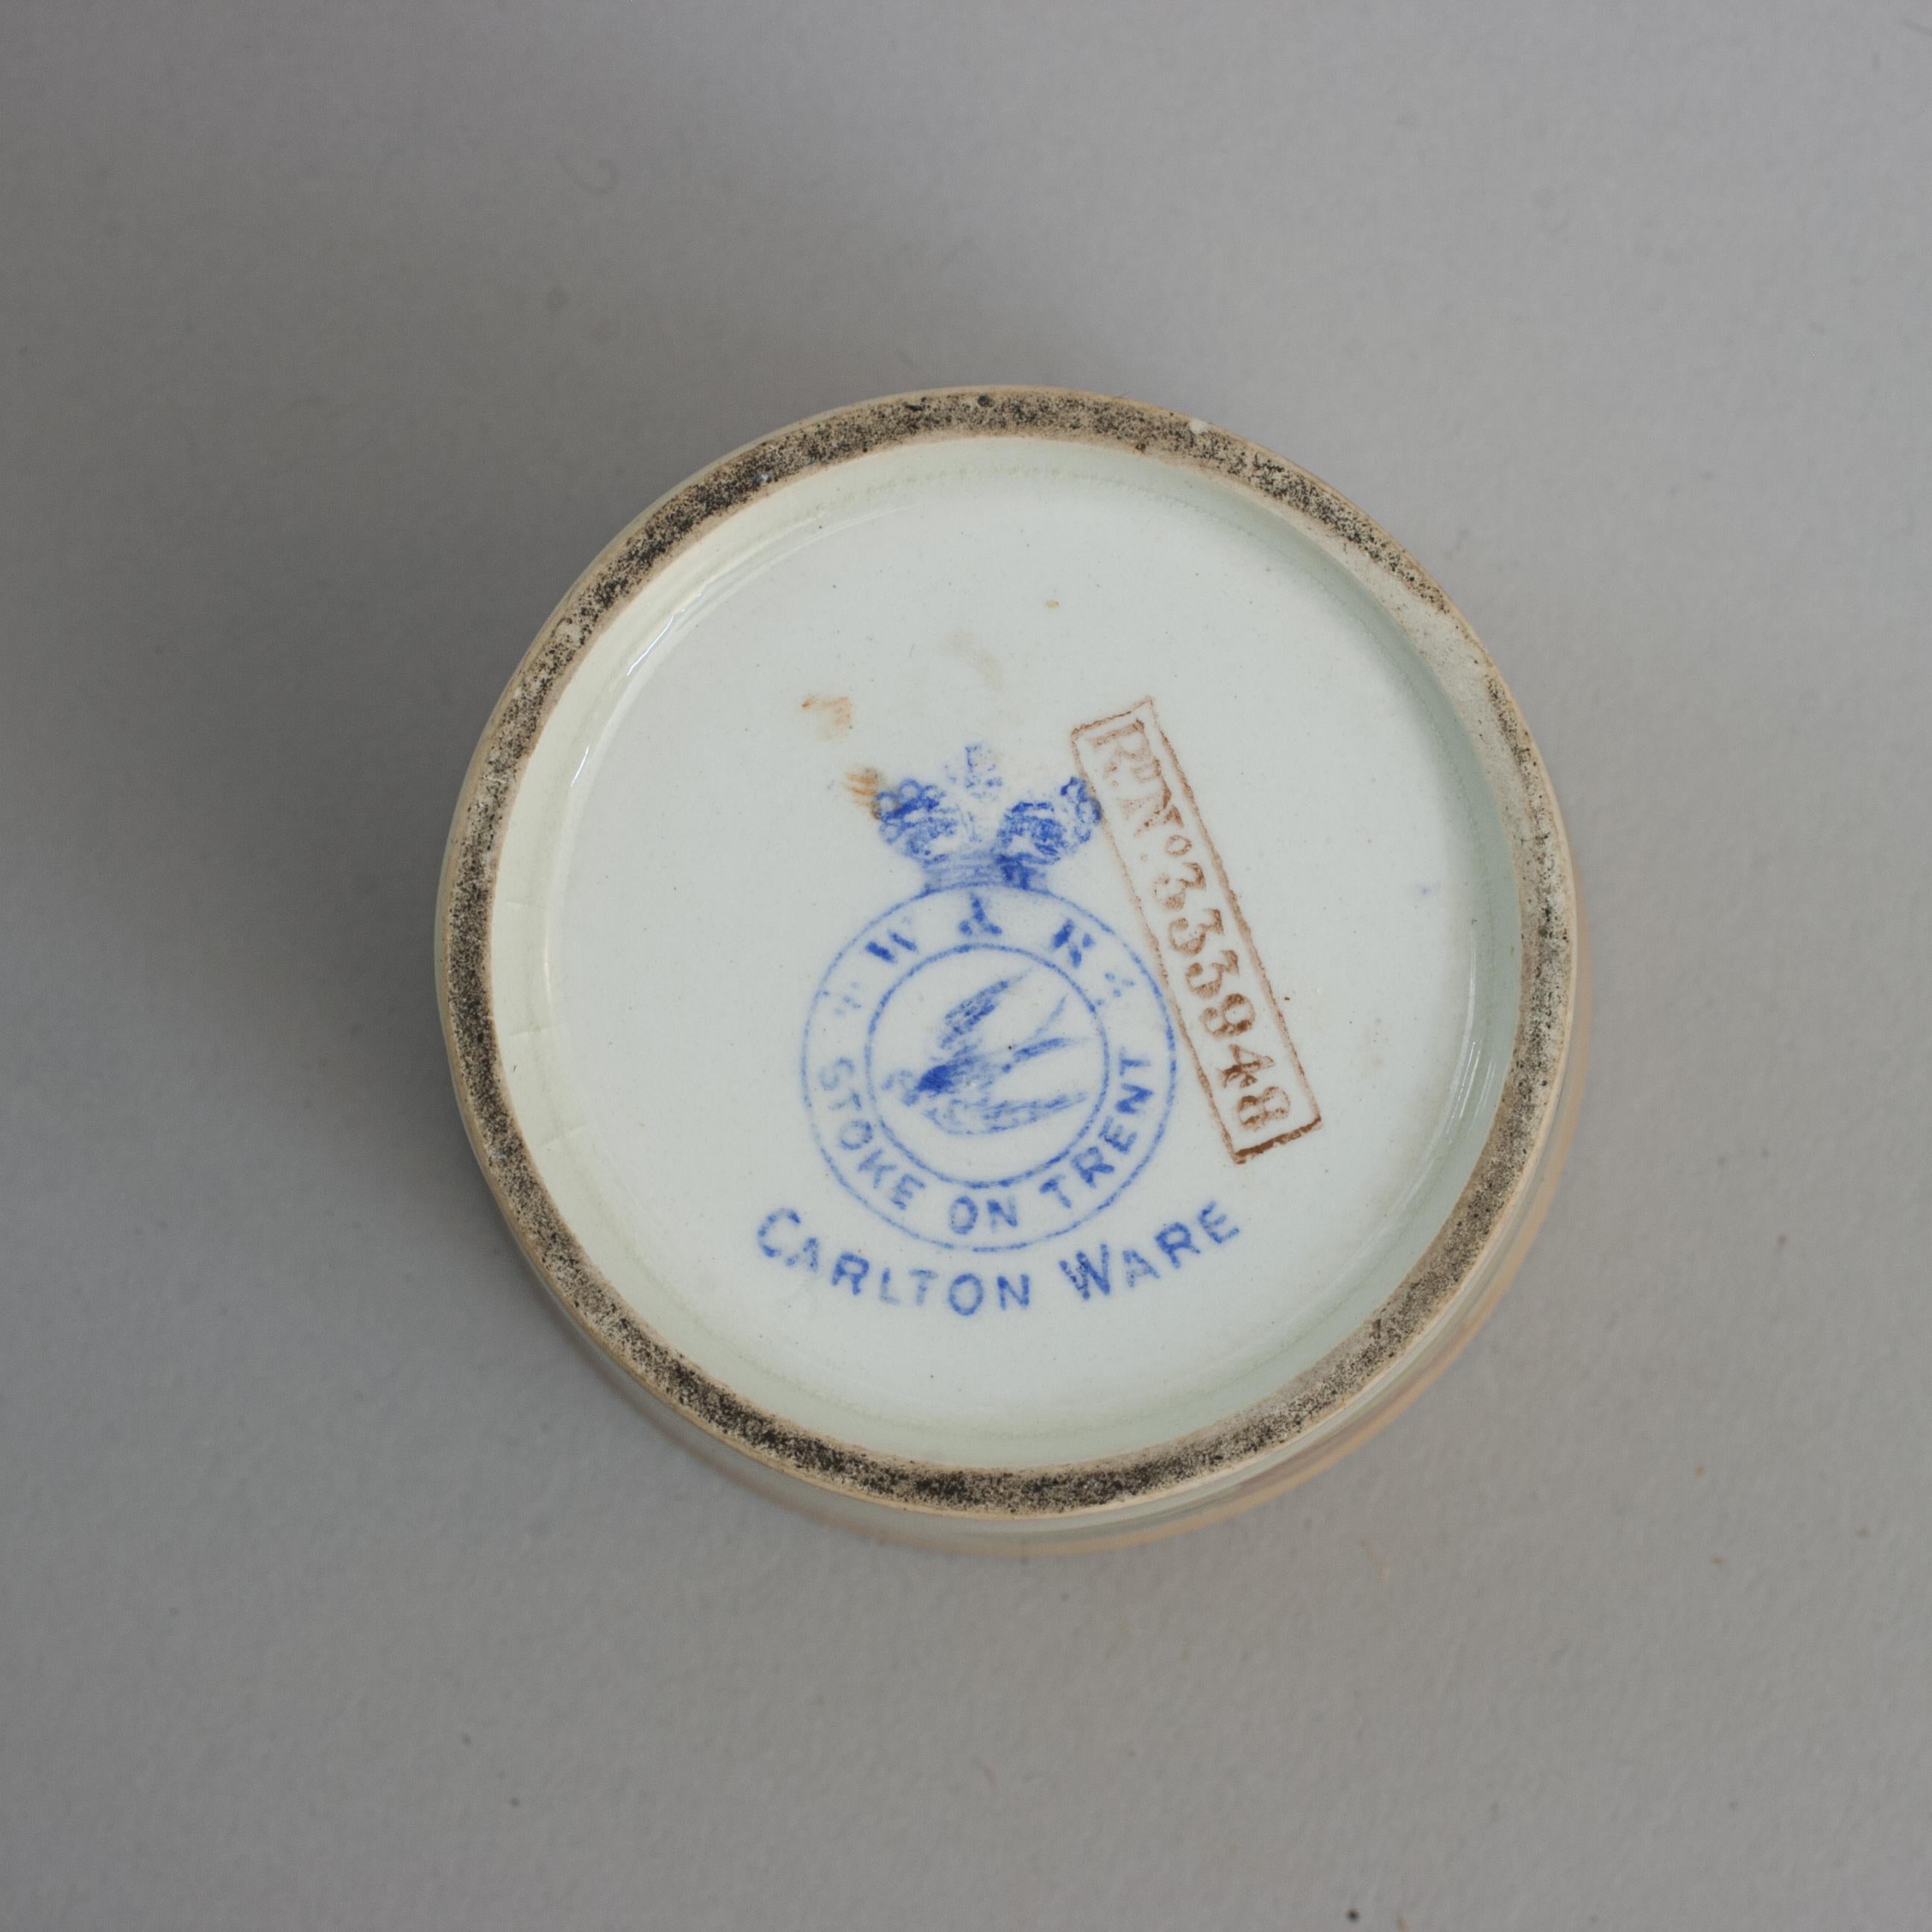 W & R
STOKE ON TRENT
CARLTON WARE
RD No. 333948